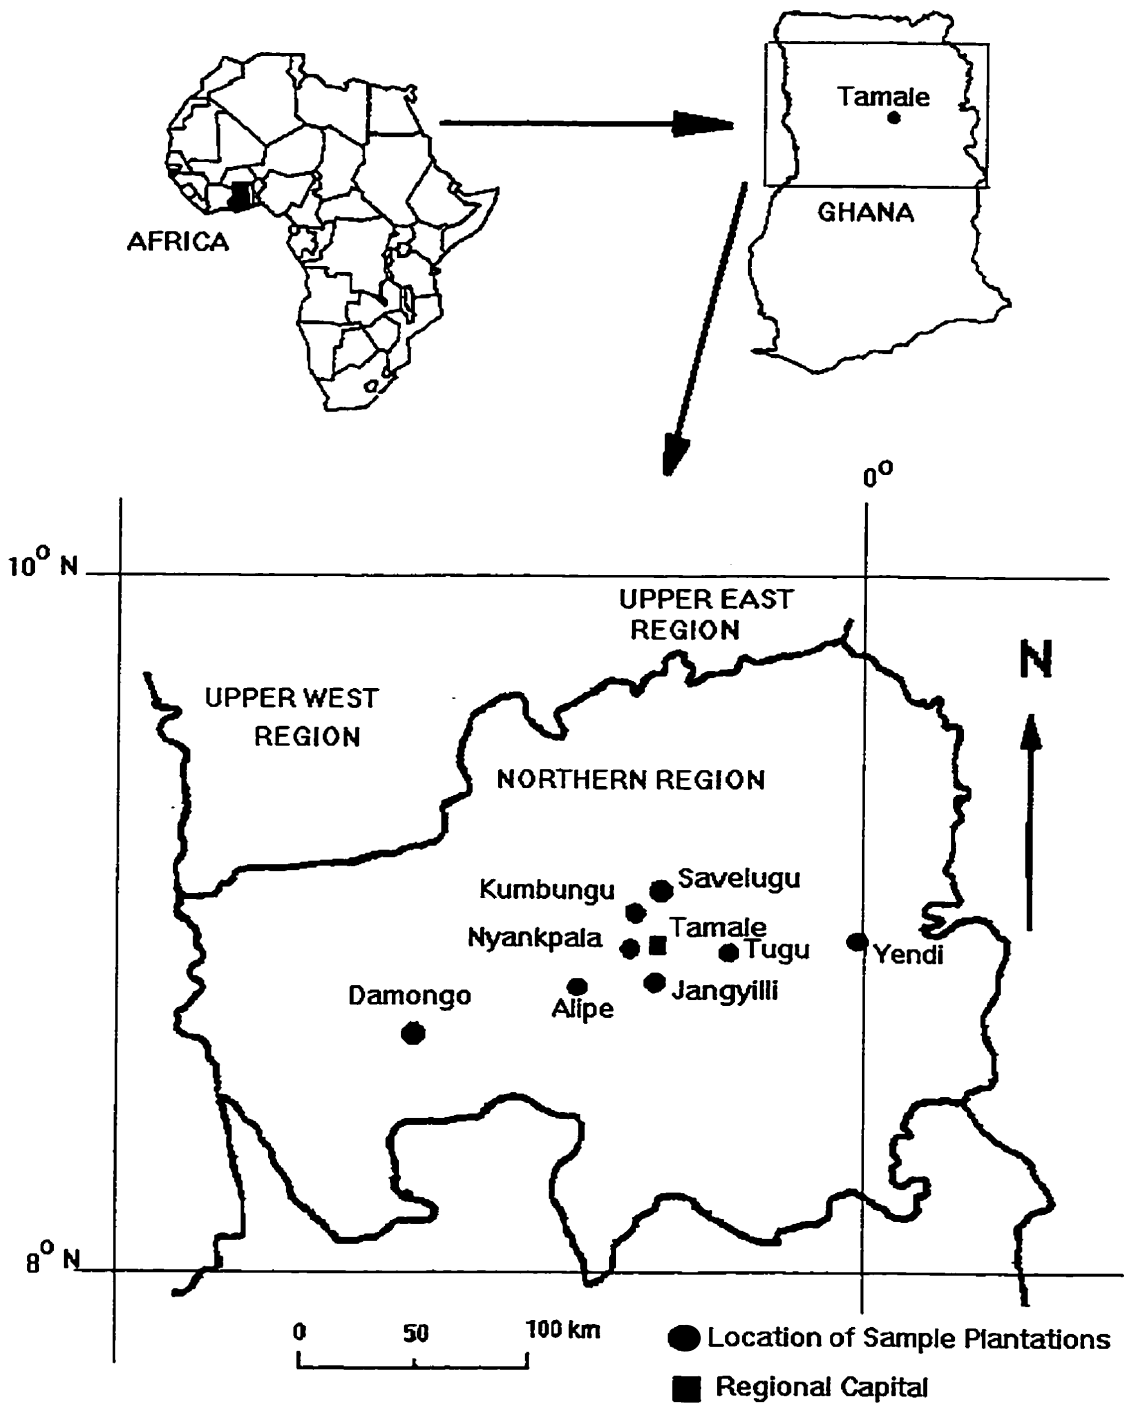 Tamale
GHANA
AFRICA
0°
10° N
UPPER EAST
REGION
N
UPPER WEST
REGION
NORTHERN REGION
Savelugu
Kumbungu
Tamale
Nyankpala
Tugu
Yendi
Jangyilli
Damongo
Alipe
8° N
0 50 100 km
Location of Sample Plantations
Regional Capital